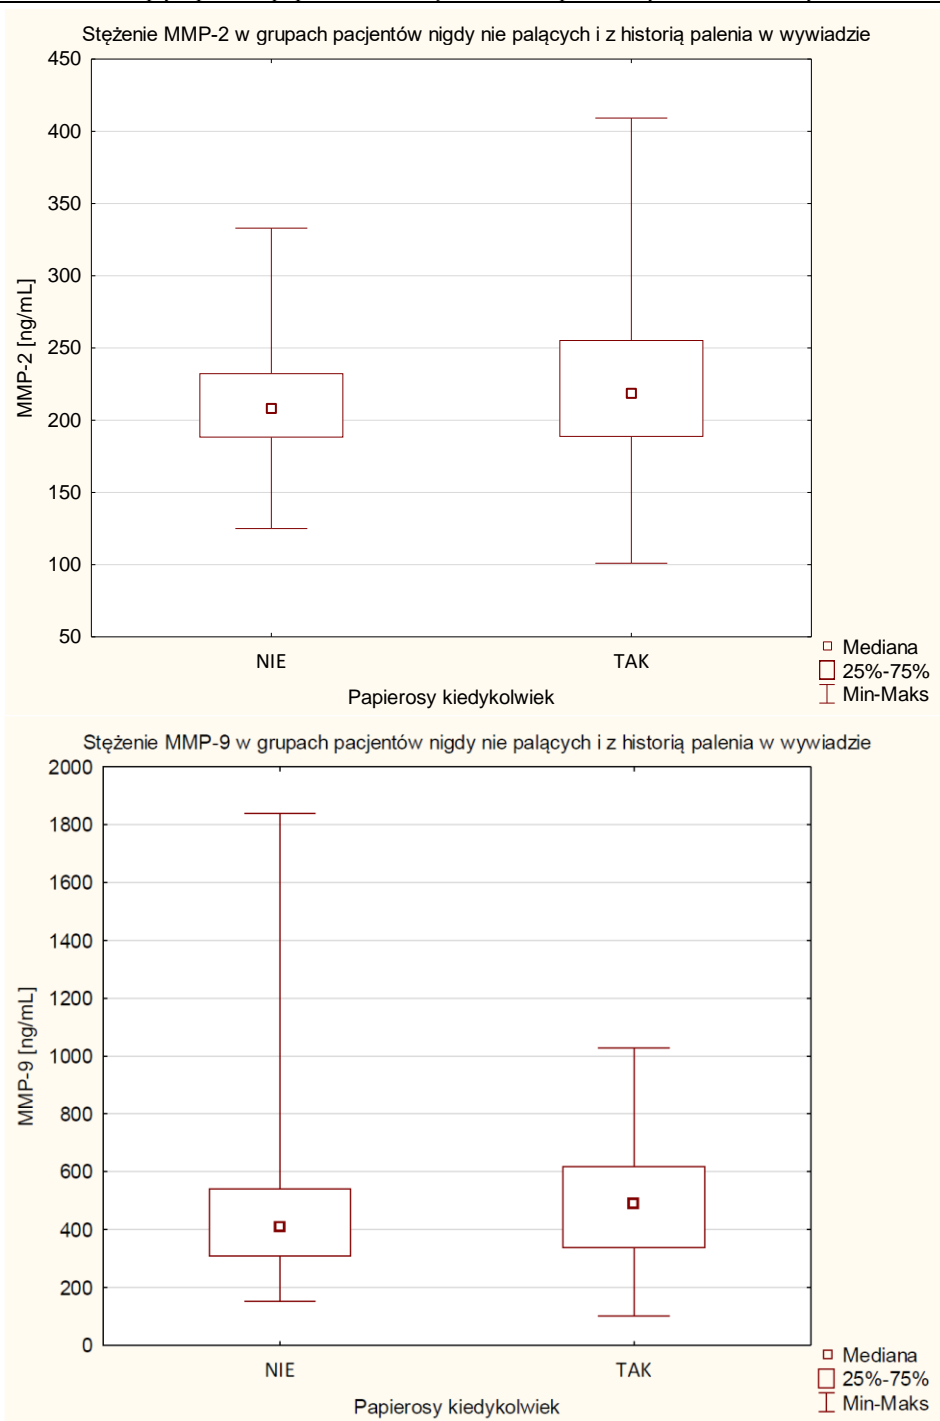 Stężenie MMP-2 w grupach pacjentów nigdy nie palących i z historią palenia w wywiadzie
450
400
350
300
250
200
150
100
50
MMP-2 [ng/mL]
NIE
TAK
Papierosy kiedykolwiek
Mediana
25%-75%
Min-Maks
Stężenie MMP-9 w grupach pacjentów nigdy nie palących i z historią palenia w wywiadzie
2000
1800
1600
1400
1200
1000
800
600
400
200
0
MMP-9 [ng/mL]
NIE
TAK
Papierosy kiedykolwiek
Mediana
25%-75%
Min-Maks